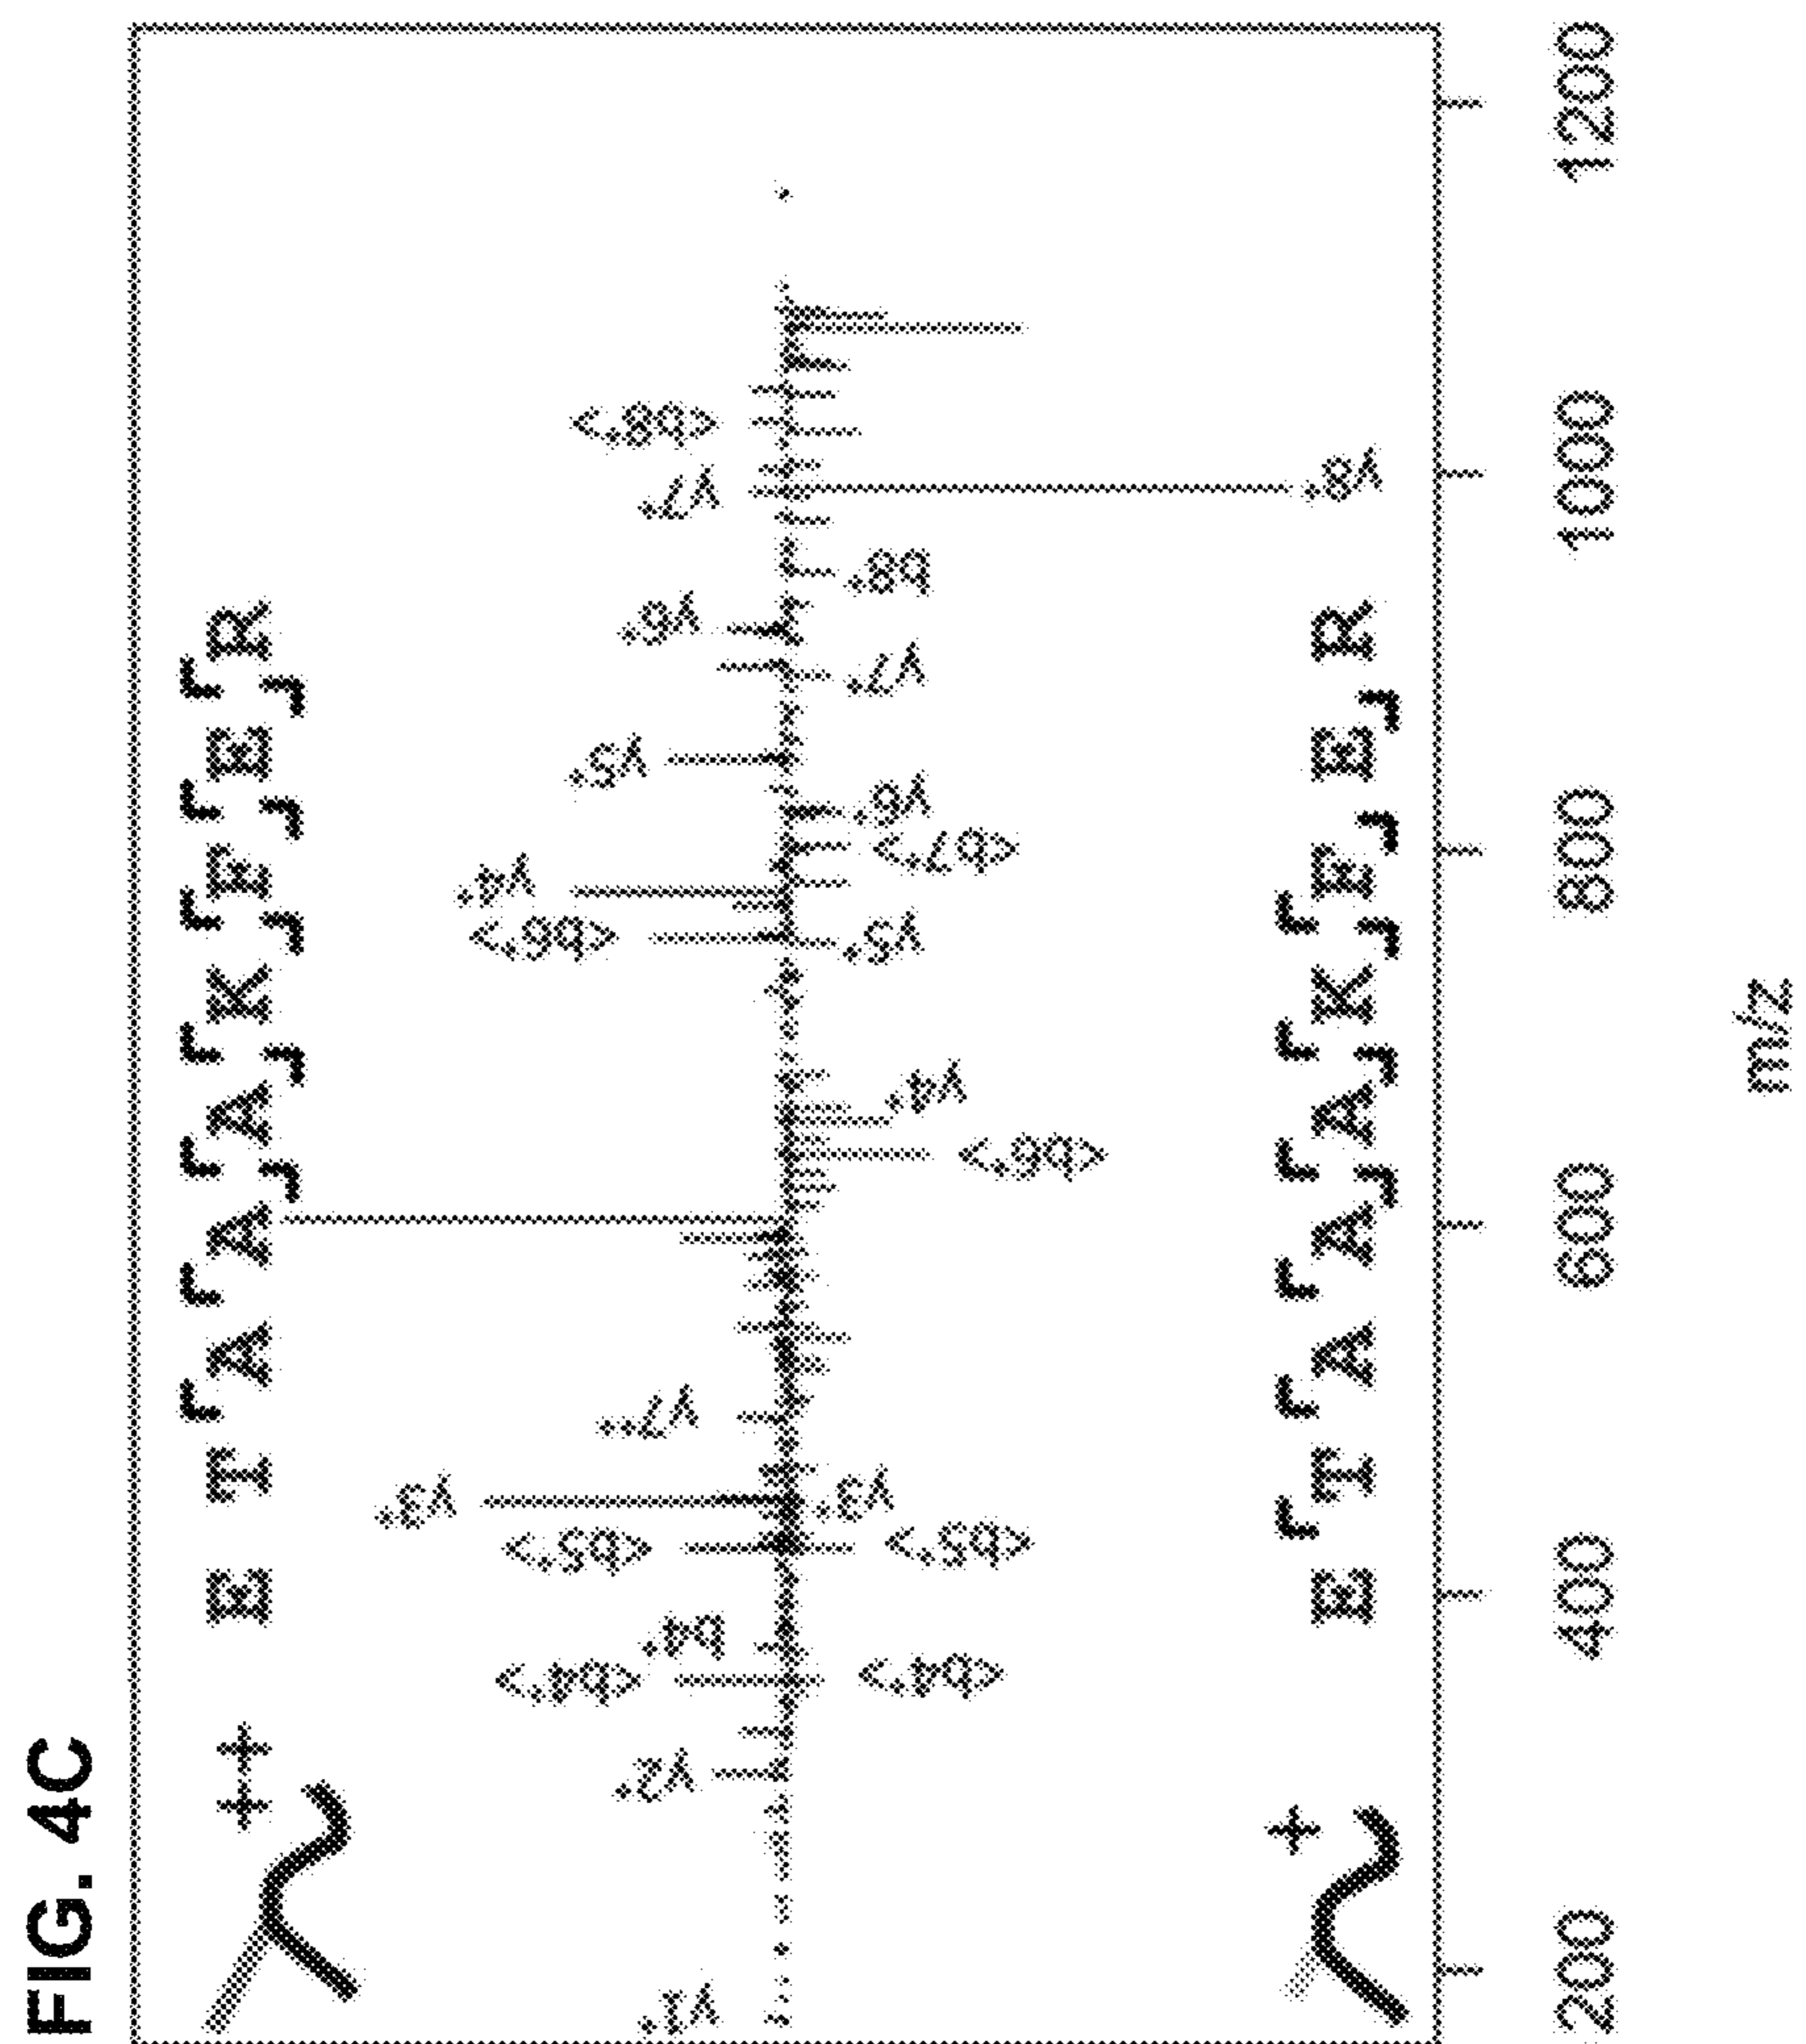 FIG. 4C
++
E T A A A K F E R
y1+ y2+ <b4+> b4+ <b5+> y3+ y7++ <b6+> y4+ y5+ y6+ y7+ <b8+>
<b4+> <b5+> y3+ <b6+> y4+ y5+ <b7+> y6+ y7+ b8+ y8+
+
E T A A A K F E R
200 400 600 800 1000 1200
m/z